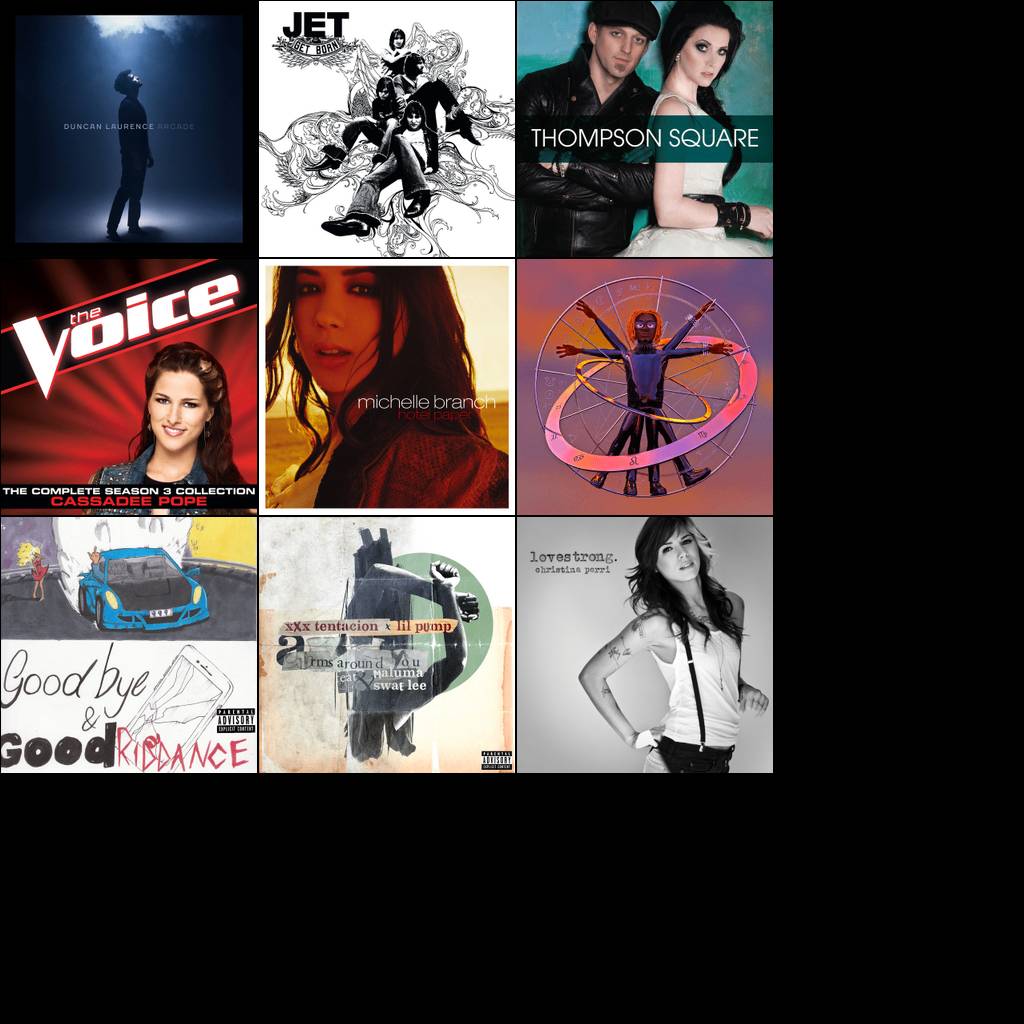 DUNCAN LAURENCE ARCADE
JET
GET BORN
THOMPSON SQUARE
the
Voice
THE COMPLETE SEASON 3 COLLECTION
CASSADEE POPE
michelle branch
hotel paper
999
Good bye
&
Good RIDDANCE
PARENTAL
ADVISORY
EXPLICIT CONTENT
xxx tentacion x lil pump
arms around you
feat. maluma
swae lee
PARENTAL
ADVISORY
EXPLICIT CONTENT
lovestrong.
christina perri